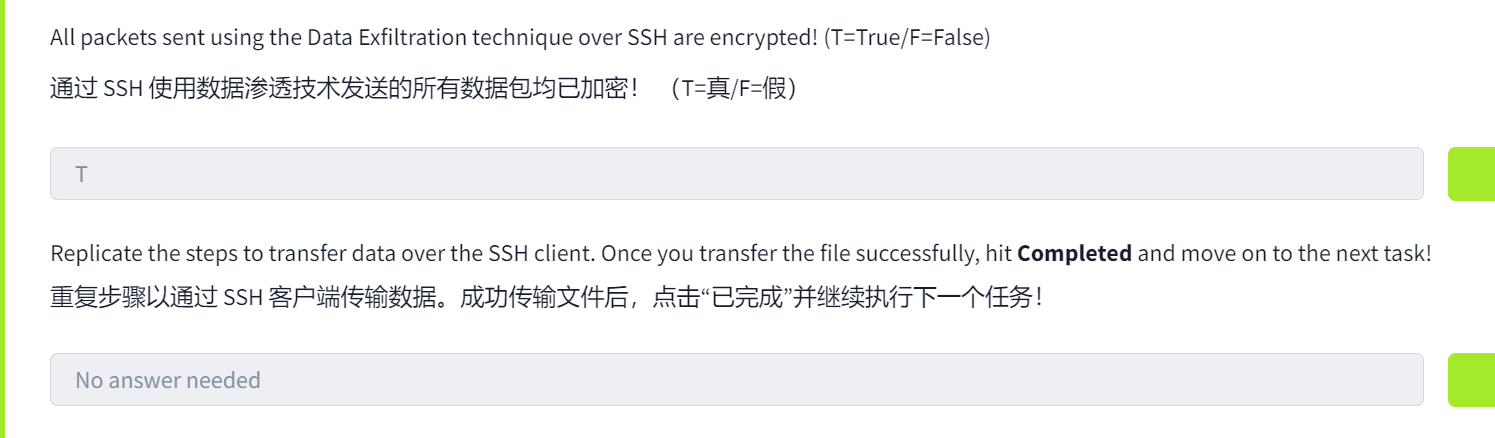 All packets sent using the Data Exfiltration technique over SSH are encrypted! (T=True/F=False)
通过 SSH 使用数据渗透技术发送的所有数据包均已加密！ （T=真/F=假）
T
Replicate the steps to transfer data over the SSH client. Once you transfer the file successfully, hit Completed and move on to the next task!
重复步骤以通过 SSH 客户端传输数据。成功传输文件后，点击“已完成”并继续执行下一个任务！
No answer needed